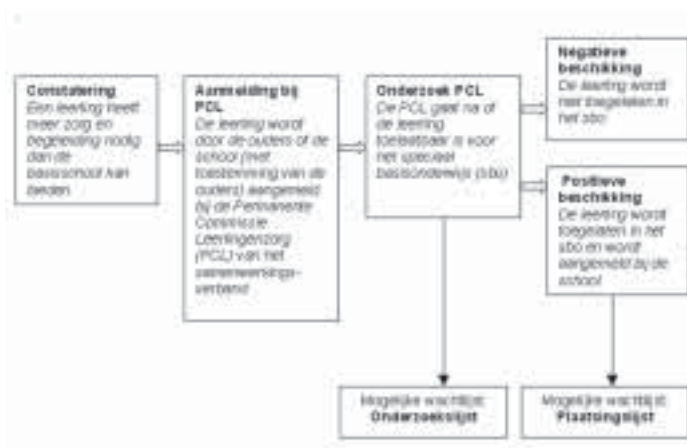 Constatering
Een leerling heeft
meer zorg en
begeleiding nodig
dan de
basisschool kan
bieden
Aanmelding bij
PCL
De leerling wordt
door de ouders of de
school (met
toestemming van de
ouders) aangemeld
bij de Permanente
Commissie
Leerlingenzorg
(PCL) van het
samenwerkings-
verband
Onderzoek PCL
De PCL gaat na of
de leerling
toelaatbaar is voor
het speciaal
basisonderwijs (sbo)
Negatieve
beschikking
De leerling wordt
niet toegelaten in
het sbo
Positieve
beschikking
De leerling wordt
toegelaten in het
sbo en wordt
aangemeld bij de
school
Mogelijke wachtlijst:
Onderzoekslijst
Mogelijke wachtlijst:
Plaatsingslijst